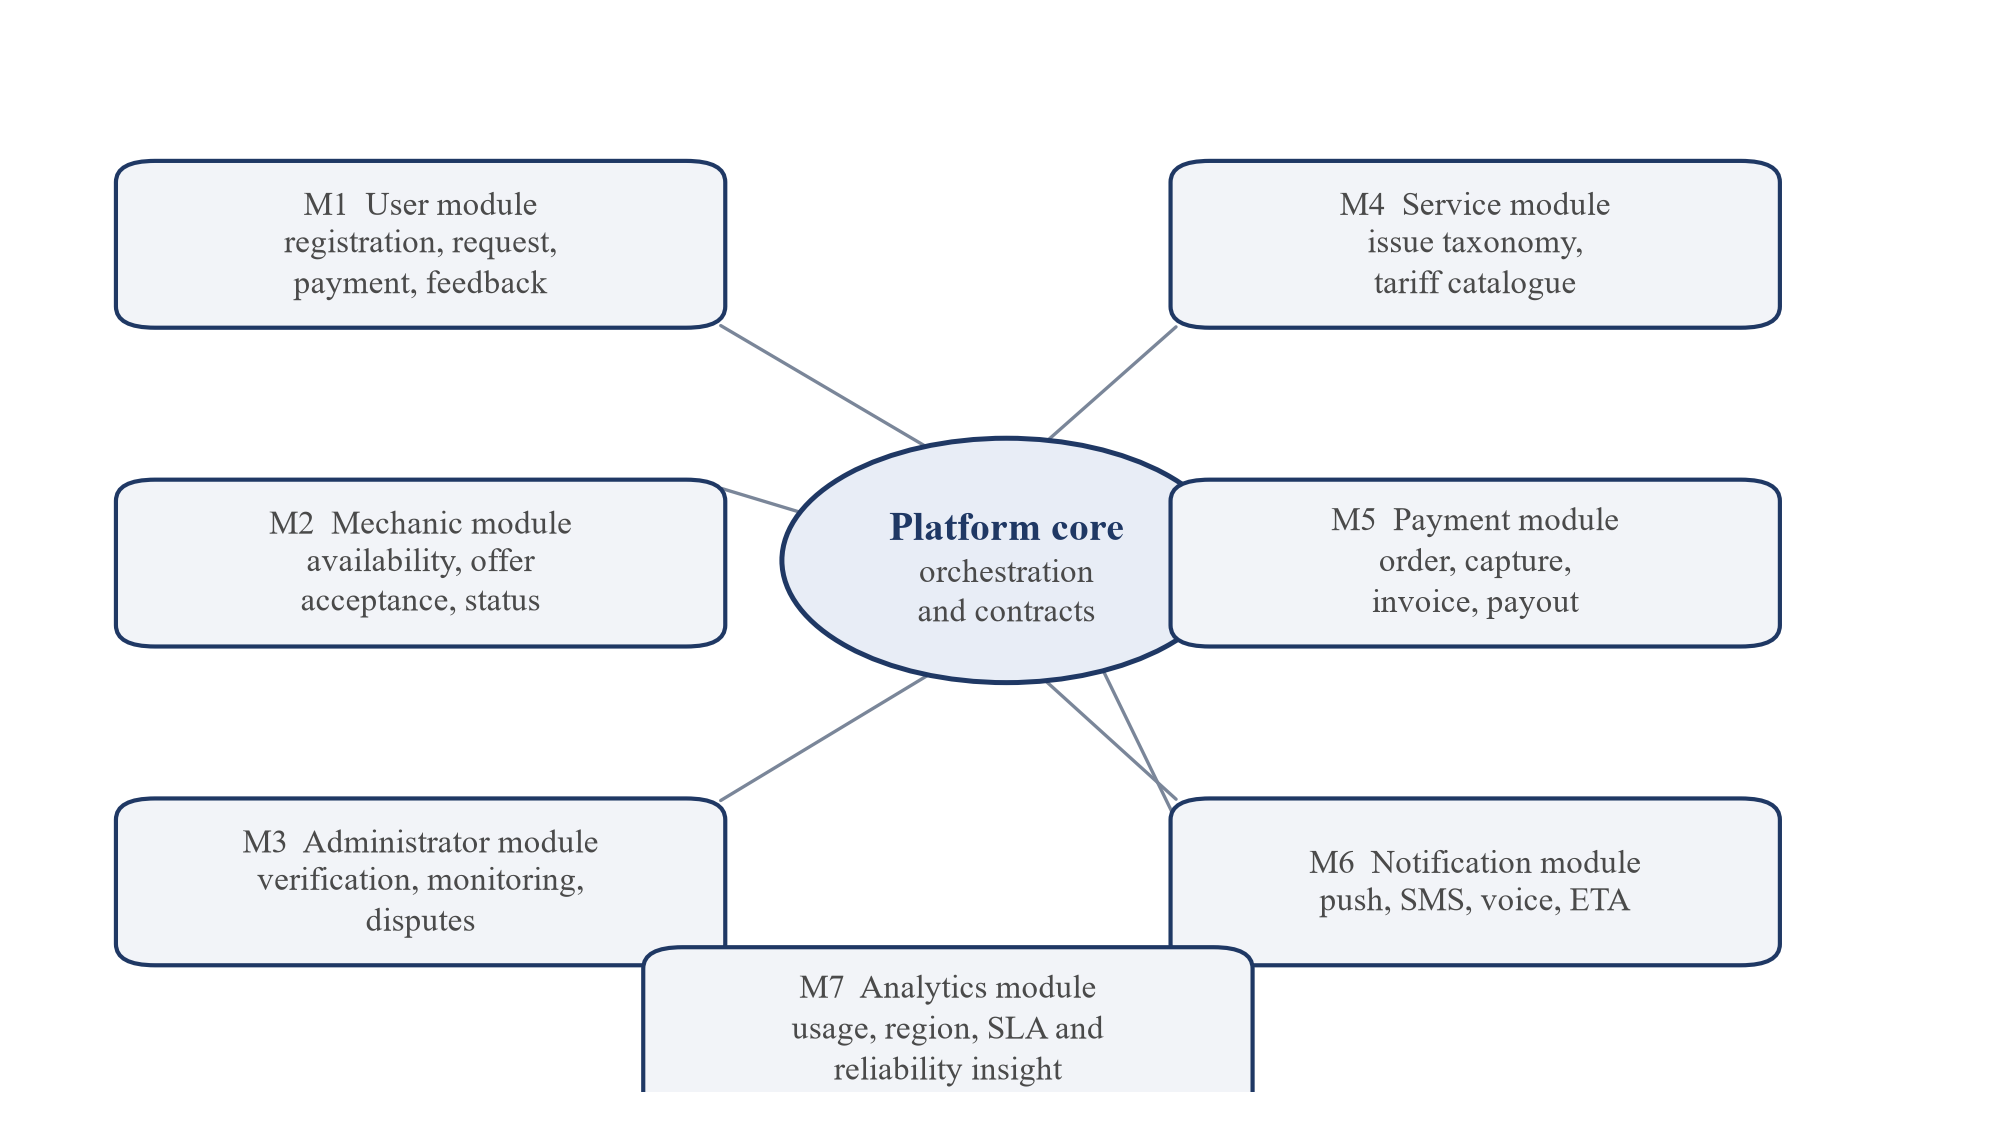 M1  User module
registration, request,
payment, feedback
M4  Service module
issue taxonomy,
tariff catalogue
M2  Mechanic module
availability, offer
acceptance, status
Platform core
orchestration
and contracts
M5  Payment module
order, capture,
invoice, payout
M3  Administrator module
verification, monitoring,
disputes
M6  Notification module
push, SMS, voice, ETA
M7  Analytics module
usage, region, SLA and
reliability insight